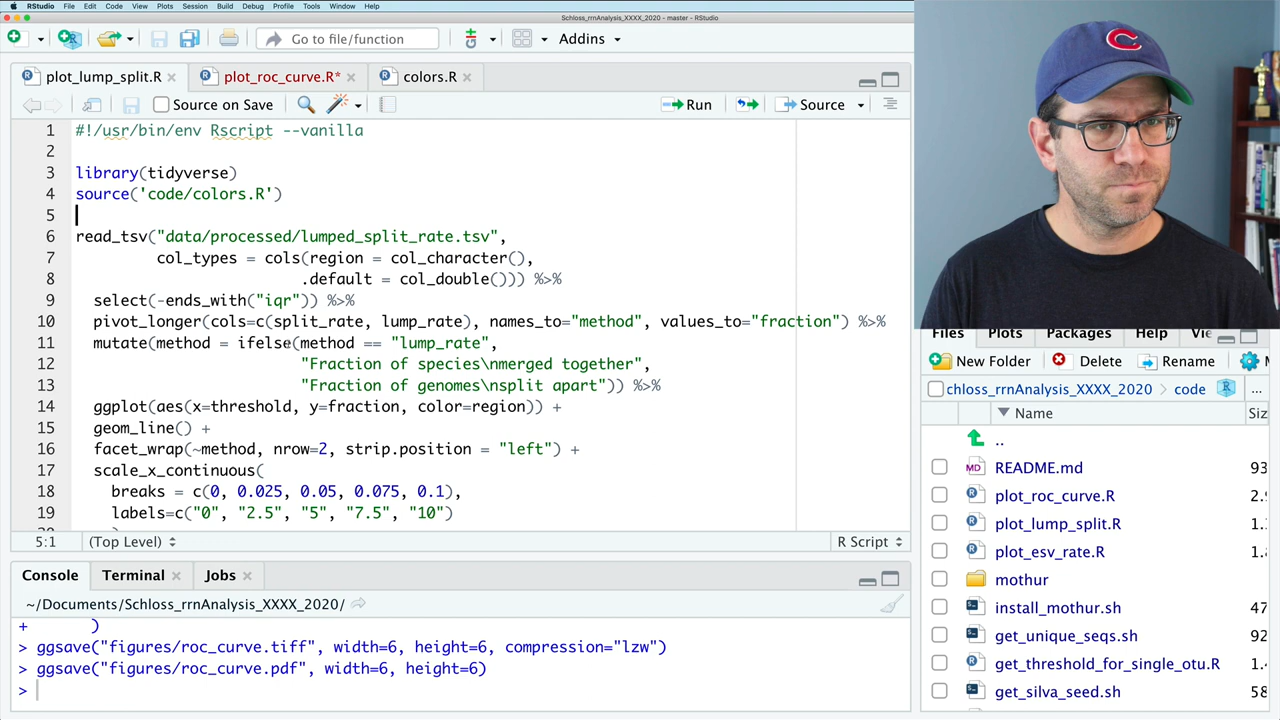 RStudio File Edit Code View Plots Session Build Debug Profile Tools Window Help
Schloss_rrnAnalysis_XXXX_2020 - master - RStudio
Go to file/function Addins
plot_lump_split.R plot_roc_curve.R* colors.R
Source on Save Run Source
1 #!/usr/bin/env Rscript --vanilla
2
3 library(tidyverse)
4 source('code/colors.R')
5
6 read_tsv("data/processed/lumped_split_rate.tsv",
7 col_types = cols(region = col_character(),
8 .default = col_double())) %>%
9 select(-ends_with("iqr")) %>%
10 pivot_longer(cols=c(split_rate, lump_rate), names_to="method", values_to="fraction") %>%
11 mutate(method = ifelse(method == "lump_rate",
12 "Fraction of species\nmerged together",
13 "Fraction of genomes\nsplit apart")) %>%
14 ggplot(aes(x=threshold, y=fraction, color=region)) +
15 geom_line() +
16 facet_wrap(~method, nrow=2, strip.position = "left") +
17 scale_x_continuous(
18 breaks = c(0, 0.025, 0.05, 0.075, 0.1),
19 labels=c("0", "2.5", "5", "7.5", "10")
5:1 (Top Level) R Script
Console Terminal Jobs
~/Documents/Schloss_rrnAnalysis_XXXX_2020/
+ )
> ggsave("figures/roc_curve.tiff", width=6, height=6, compression="lzw")
> ggsave("figures/roc_curve.pdf", width=6, height=6)
>
C
Files Plots Packages Help
New Folder Delete Rename
chloss_rrnAnalysis_XXXX_2020 code ...
Name Siz
..
README.md 93
plot_roc_curve.R 2.
plot_lump_split.R 1.
plot_esv_rate.R 1.
mothur
install_mothur.sh 47
get_unique_seqs.sh 92
get_threshold_for_single_otu.R 1.
get_silva_seed.sh 58